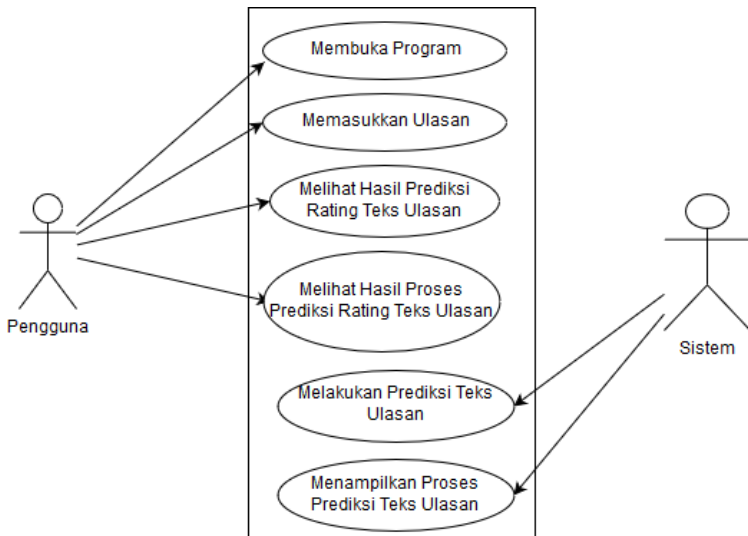 Membuka Program
Memasukkan Ulasan
Melihat Hasil Prediksi
Rating Teks Ulasan
Melihat Hasil Proses
Prediksi Rating Teks Ulasan
Pengguna
Sistem
Melakukan Prediksi Teks
Ulasan
Menampilkan Proses
Prediksi Teks Ulasan